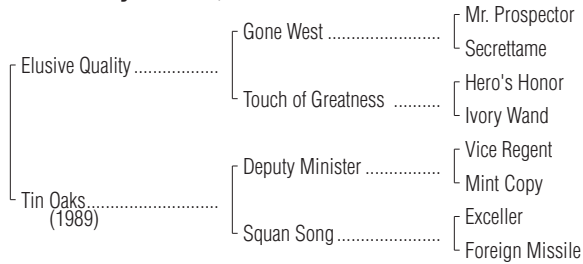 Mr. Prospector
Gone West ......................
Secrettame
Elusive Quality .................
Hero's Honor
Touch of Greatness ..........
Ivory Wand
Vice Regent
Deputy Minister ...............
Mint Copy
Tin Oaks..........................
(1989)
Exceller
Squan Song.....................
Foreign Missile